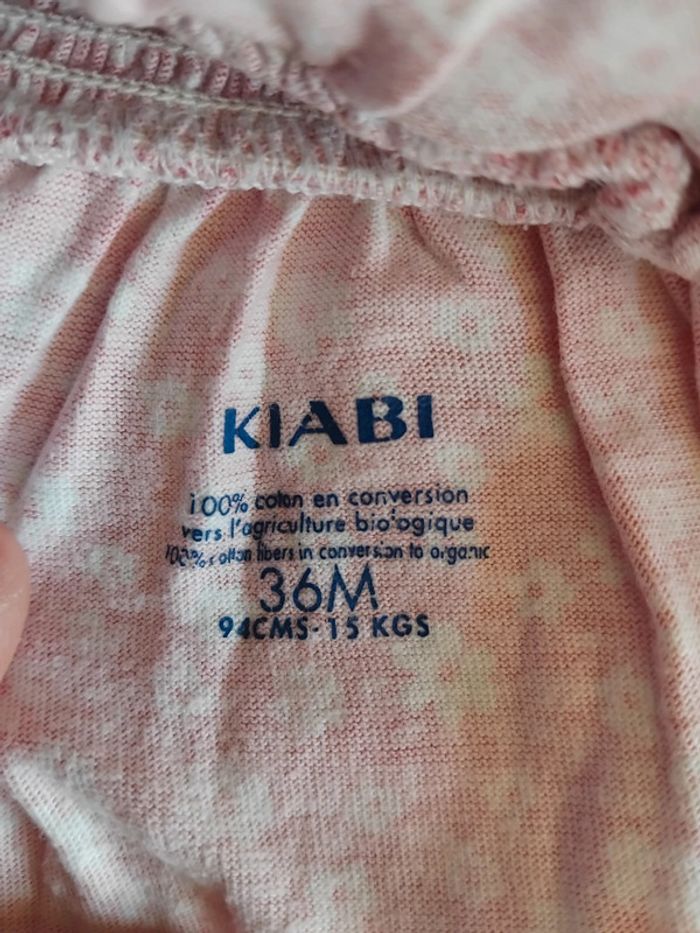 KIABI
100% coton en conversion
vers l'agriculture biologique
100% cotton fibers in conversion to organic
36M
94CMS-15 KGS